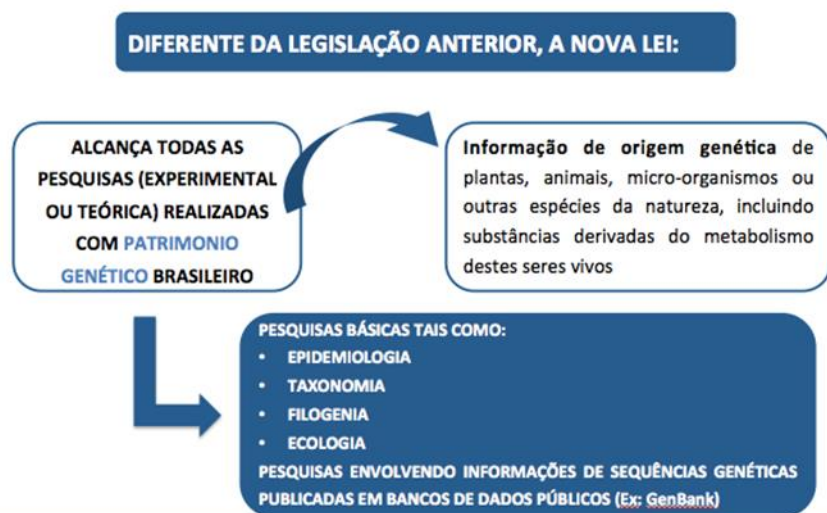 DIFERENTE DA LEGISLAÇÃO ANTERIOR, A NOVA LEI:
ALCANÇA TODAS AS
PESQUISAS (EXPERIMENTAL
OU TEÓRICA) REALIZADAS
COM PATRIMONIO
GENÉTICO BRASILEIRO
Informação de origem genética de
plantas, animais, micro-organismos ou
outras espécies da natureza, incluindo
substâncias derivadas do metabolismo
destes seres vivos
PESQUISAS BÁSICAS TAIS COMO:
• EPIDEMIOLOGIA
• TAXONOMIA
• FILOGENIA
• ECOLOGIA
PESQUISAS ENVOLVENDO INFORMAÇÕES DE SEQUÊNCIAS GENÉTICAS
PUBLICADAS EM BANCOS DE DADOS PÚBLICOS (Ex: GenBank)